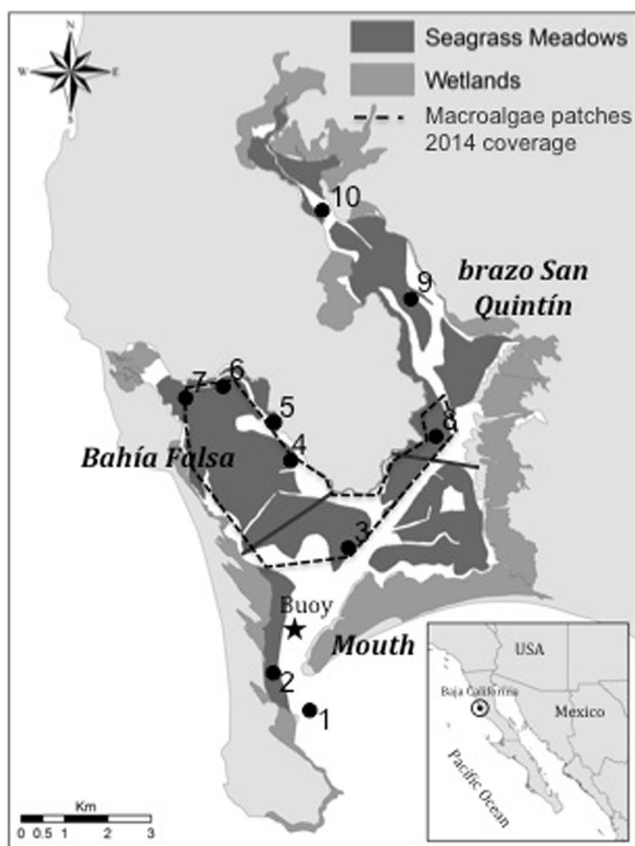 N
W
E
S
Seagrass Meadows
Wetlands
Macroalgae patches
2014 coverage
10
9
brazo San
Quintín
7
6
5
8
Bahía Falsa
4
3
Buoy
Mouth
2
1
USA
Baja California
Mexico
Pacific Ocean
Km
0 0.5 1 2 3